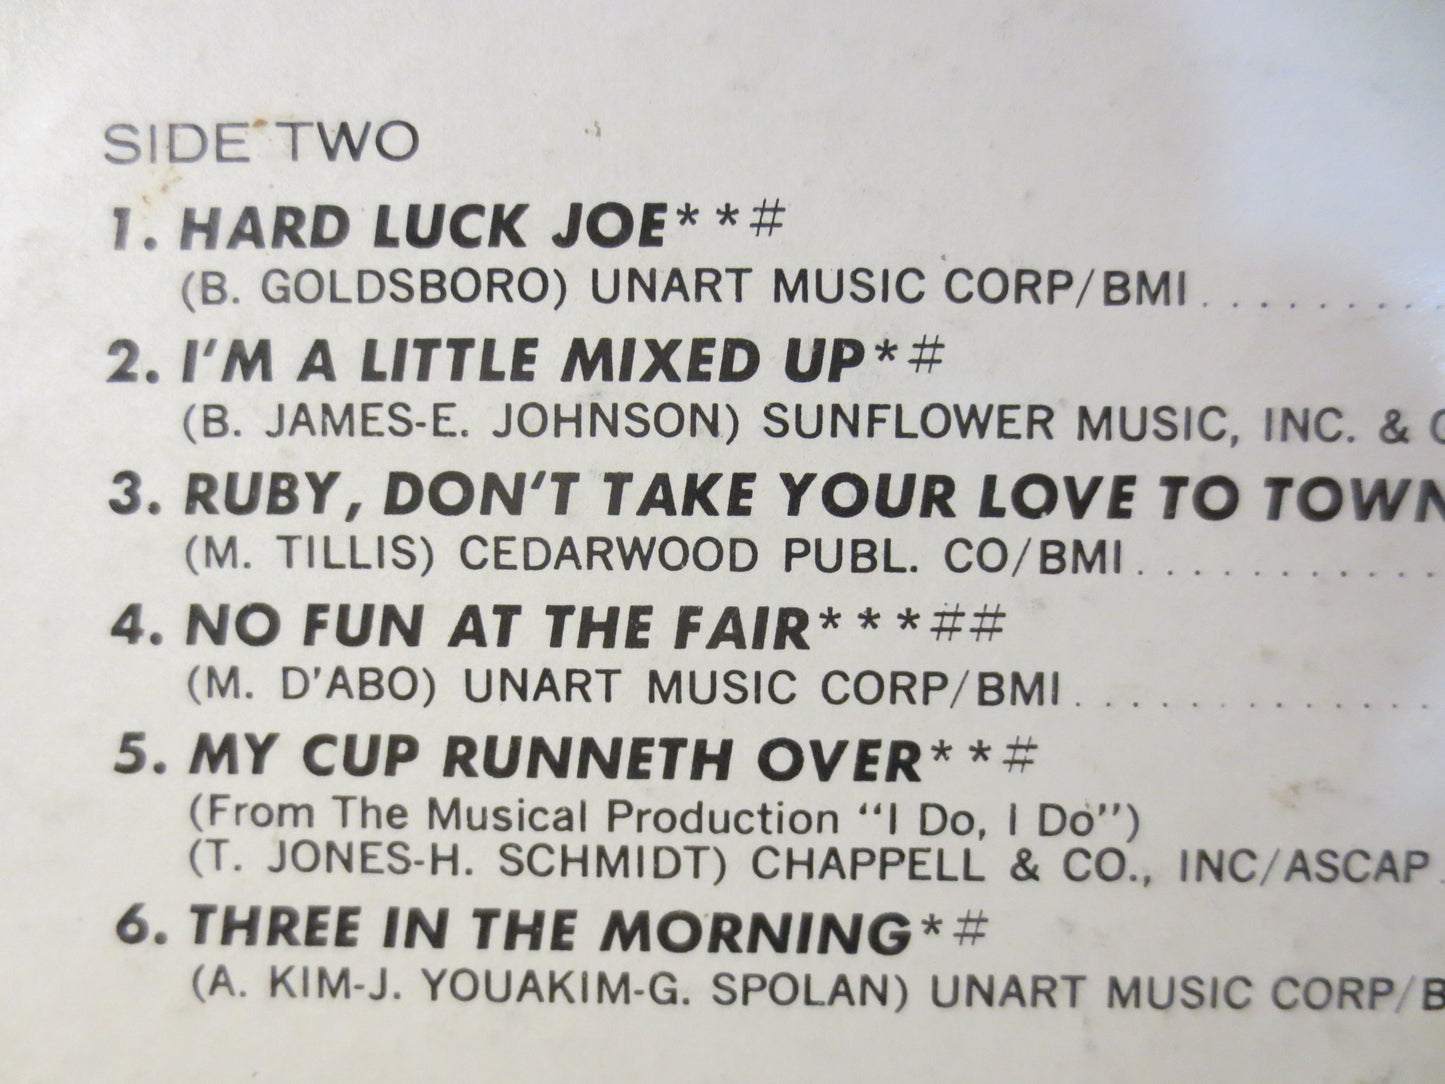 SIDE TWO
1. HARD LUCK JOE**#
(B. GOLDSBORO) UNART MUSIC CORP/BMI..........
2. I'M A LITTLE MIXED UP*#
(B. JAMES-E. JOHNSON) SUNFLOWER MUSIC, INC. &
3. RUBY, DON'T TAKE YOUR LOVE TO TOWN
(M. TILLIS) CEDARWOOD PUBL. CO/BMI...........
4. NO FUN AT THE FAIR***##
(M. D'ABO) UNART MUSIC CORP/BMI.............
5. MY CUP RUNNETH OVER**#
(From The Musical Production "I Do, I Do")
(T. JONES-H. SCHMIDT) CHAPPELL & CO., INC/ASCAP.
6. THREE IN THE MORNING*#
(A. KIM-J. YOUAKIM-G. SPOLAN) UNART MUSIC CORP/B